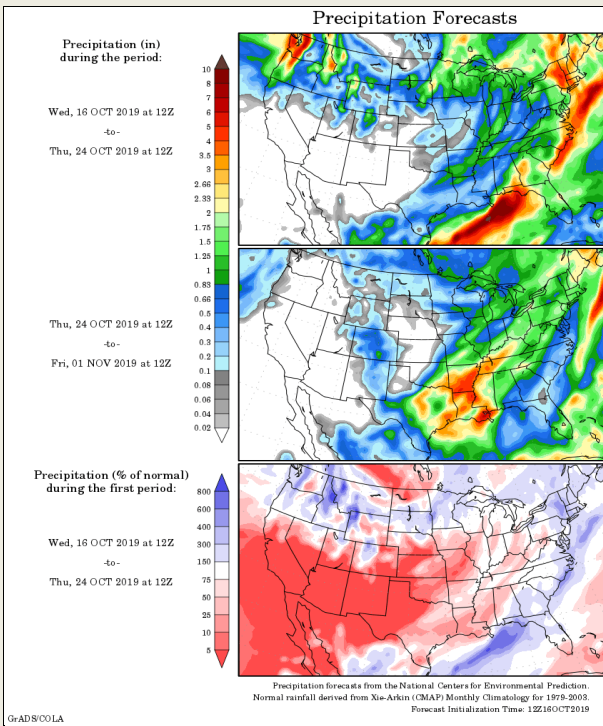 Precipitation Forecasts
Precipitation (in)
during the period:
Wed, 16 OCT 2019 at 12Z
-to-
Thu, 24 OCT 2019 at 12Z
Thu, 24 OCT 2019 at 12Z
-to-
Fri, 01 NOV 2019 at 12Z
10
8
7
6
5
4
3.5
3
2.66
2.33
2
1.75
1.5
1.25
1
0.83
0.66
0.5
0.4
0.3
0.2
0.1
0.08
0.06
0.04
0.02
Precipitation (% of normal)
during the first period:
Wed, 16 OCT 2019 at 12Z
-to-
Thu, 24 OCT 2019 at 12Z
800
600
400
300
150
75
50
25
10
5
Precipitation forecasts from the National Centers for Environmental Prediction.
Normal rainfall derived from Xie-Arkin (CMAP) Monthly Climatology for 1979-2003.
Forecast Initialization Time: 12Z16OCT2019
GrADS/COLA